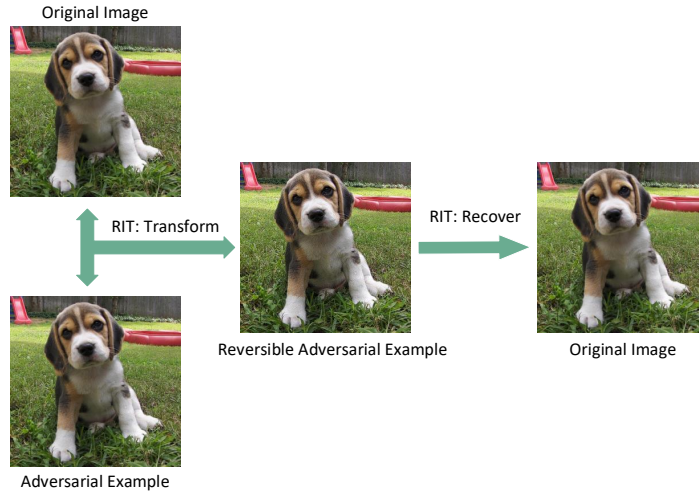 Original Image
RIT: Transform
RIT: Recover
Reversible Adversarial Example
Original Image
Adversarial Example